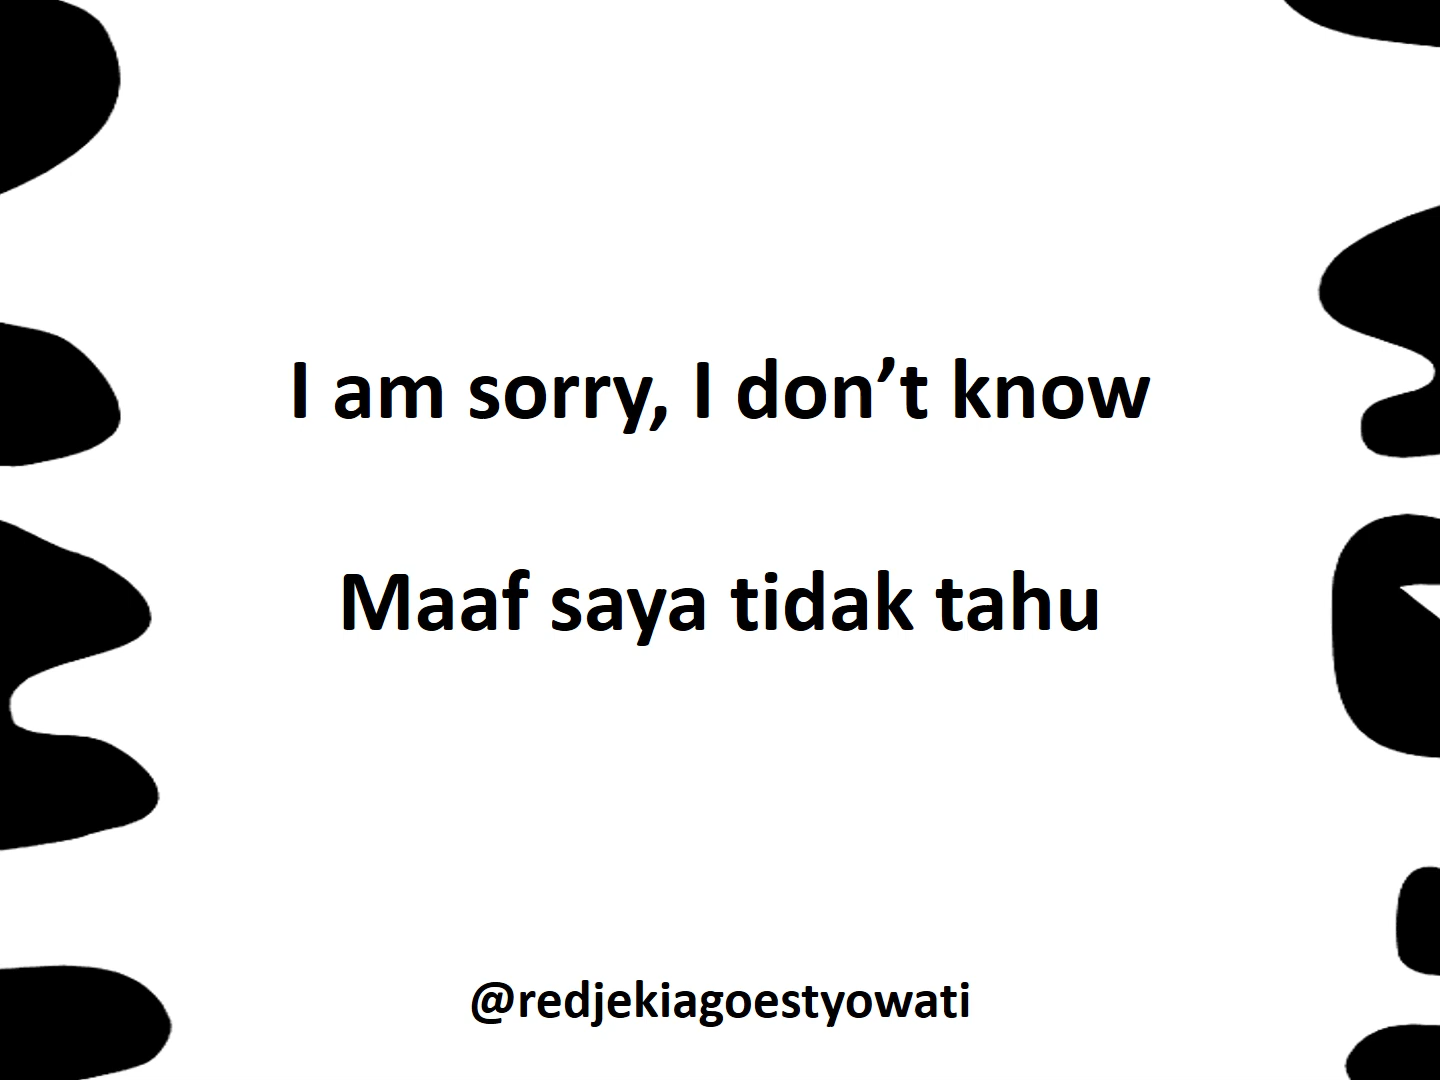 I am sorry, I don’t know
Maaf saya tidak tahu
@redjekiagoestyowati